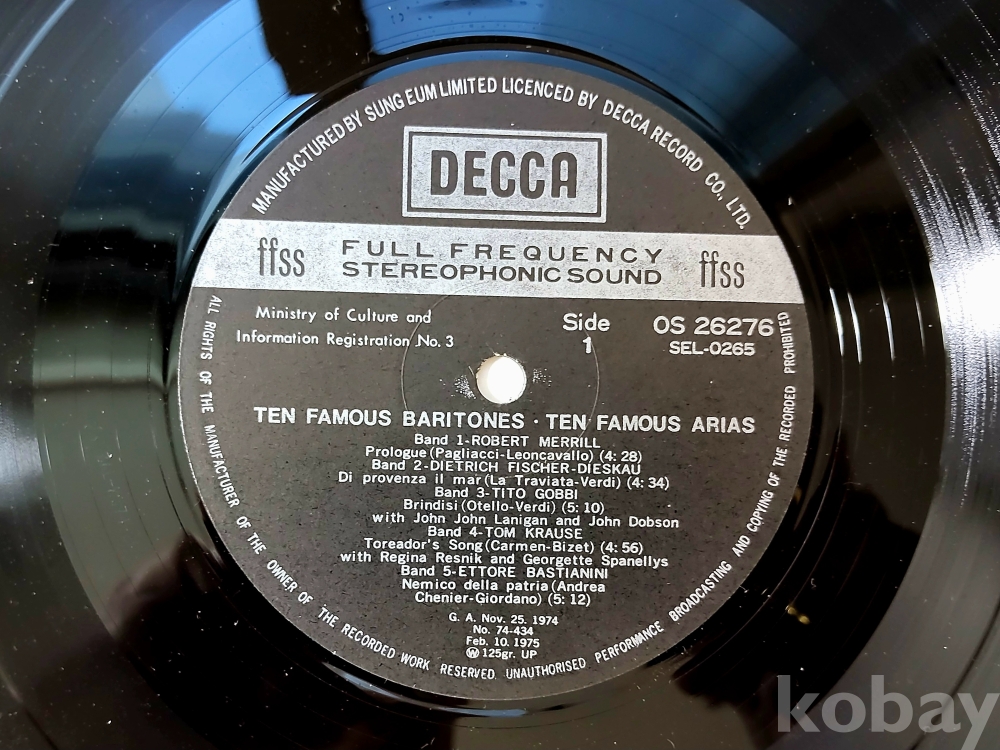 MANUFACTURED BY SUNG EUM LIMITED LICENCED BY DECCA RECORD CO., LTD.
DECCA
ffss
FULL FREQUENCY
STEREOPHONIC SOUND
ffss
Ministry of Culture and
Information Registration No. 3
Side
1
OS 26276
SEL-0265
TEN FAMOUS BARITONES · TEN FAMOUS ARIAS
Band 1-ROBERT MERRILL
Prologue (Pagliacci-Leoncavallo) (4: 28)
Band 2-DIETRICH FISCHER-DIESKAU
Di provenza il mar (La Traviata-Verdi) (4: 34)
Band 3-TITO GOBBI
Brindisi (Otello-Verdi) (5: 10)
with John John Lanigan and John Dobson
Band 4-TOM KRAUSE
Toreador's Song (Carmen-Bizet) (4: 56)
with Regina Resnik and Georgette Spanellys
Band 5-ETTORE BASTIANINI
Nemico della patria (Andrea
Chenier-Giordano) (5: 12)
G. A. Nov. 25. 1974
No. 74-434
Feb. 10. 1975
Ⓦ 125gr. UP
ALL RIGHTS OF THE MANUFACTURER OF THE OWNER OF THE RECORDED WORK RESERVED. UNAUTHORISED PERFORMANCE BROADCASTING AND COPYING OF THE RECORDED PROHIBITED
kobay